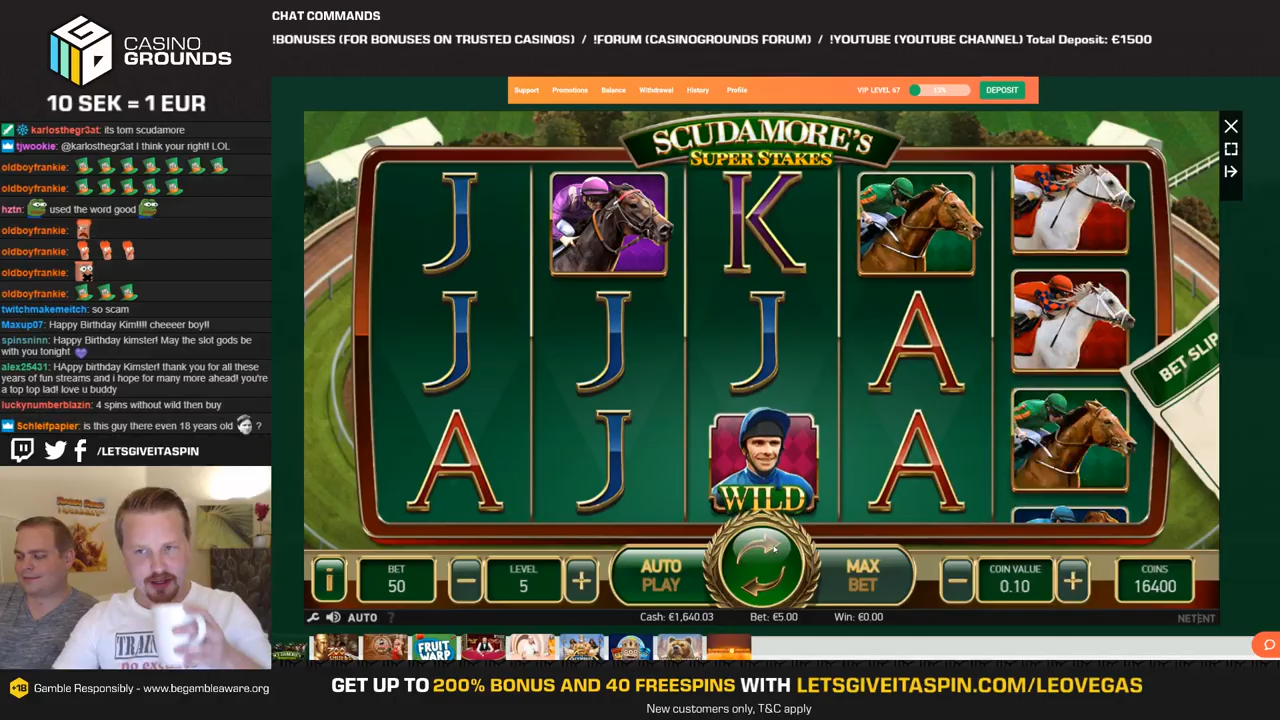 CHAT COMMANDS
!BONUSES (FOR BONUSES ON TRUSTED CASINOS) / !FORUM (CASINOGROUNDS FORUM) / !YOUTUBE (YOUTUBE CHANNEL) Total Deposit: €1500
CASINO
GROUNDS
10 SEK = 1 EUR
Support Promotions Balance Withdrawal History Profile VIP LEVEL 67 DEPOSIT
karlosthegr3at: its tom scudamore
tjwookie: @karlosthegr3at I think your right! LOL
oldboyfrankie:
oldboyfrankie:
hztn: used the word good
oldboyfrankie:
oldboyfrankie:
oldboyfrankie:
oldboyfrankie:
twitchmakemeitch: so scam
Maxup07: Happy Birthday Kim!!!! cheeeer boy!!
spinsninn: Happy Birthday kimster! May the slot gods be
with you tonight
alex25431: HAppy birthday Kimster! thank you for all these
years of fun streams and i hope for many more ahead! you're
a top top lad! love u buddy
luckynumberblazin: 4 spins without wild then buy
Schleifpapier: is this guy there even 18 years old ?
/LETSGIVEITASPIN
SCUDAMORE'S
SUPER STAKES
J K
J J J A
A J WILD A
BET SLIP
BET
50
LEVEL
5
AUTO
PLAY
MAX
BET
COIN VALUE
0.10
COINS
16400
AUTO ? Cash: €1,640.03 Bet: €5.00 Win: €0.00 NETENT
FRUIT
WARP
TRAIN
+18 Gamble Responsibly - www.begambleaware.org
GET UP TO 200% BONUS AND 40 FREESPINS WITH LETSGIVEITASPIN.COM/LEOVEGAS
New customers only, T&C apply